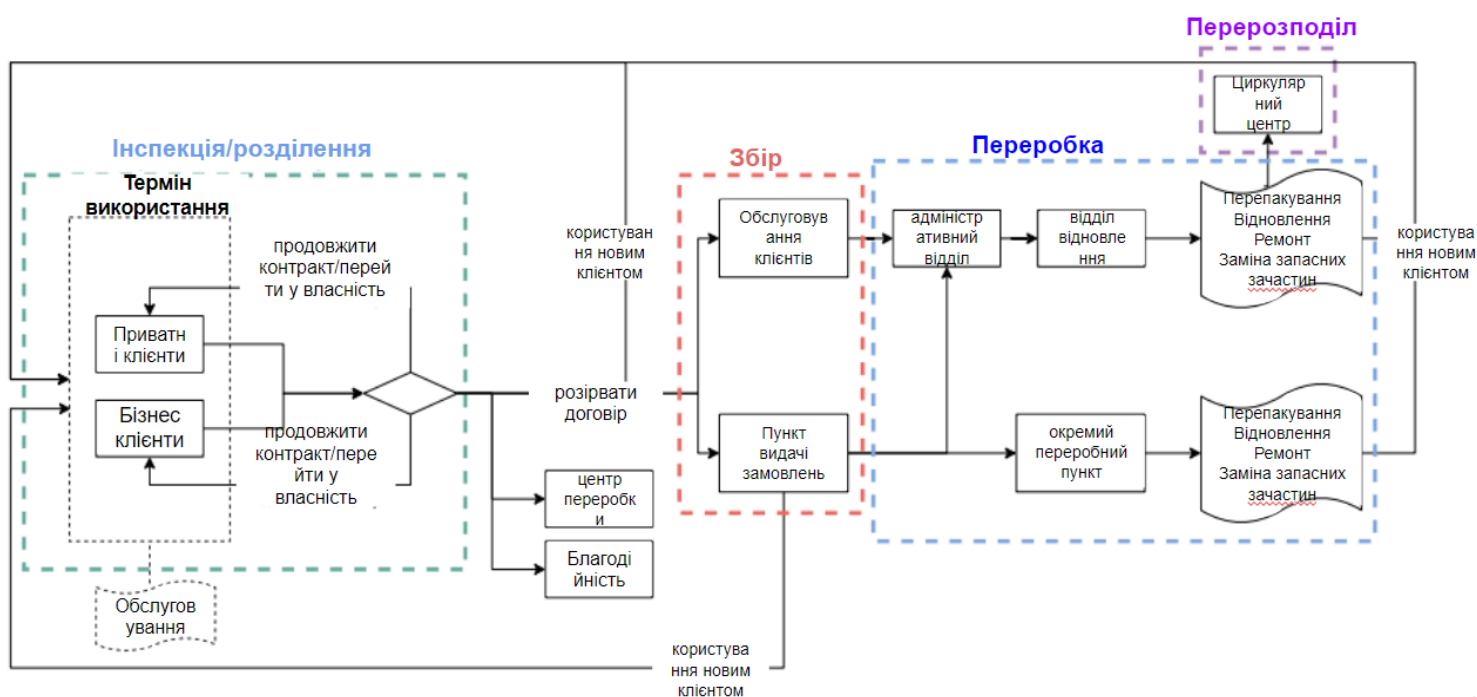 Перерозподіл
Циркуляр
ний
центр
Інспекція/розділення
Термін
використання
продовжити
контракт/перей
ти у власність
Приватн
і клієнти
Бізнес
клієнти
продовжити
контракт/пере
йти у
власність
Обслугов
ування
розірвати
договір
центр
переробк
и
Благоді
йність
користуван
ня новим
клієнтом
Збір
Обслуговув
ання
клієнтів
Пункт
видачі
замовлень
користува
ння новим
клієнтом
Переробка
адміністр
ативний
відділ
відділ
відновле
ення
Перепакування
Відновлення
Ремонт
Заміна запасних
зачастин
окремий
переробний
пункт
Перепакування
Відновлення
Ремонт
Заміна запасних
зачастин
користува
ння новим
клієнтом